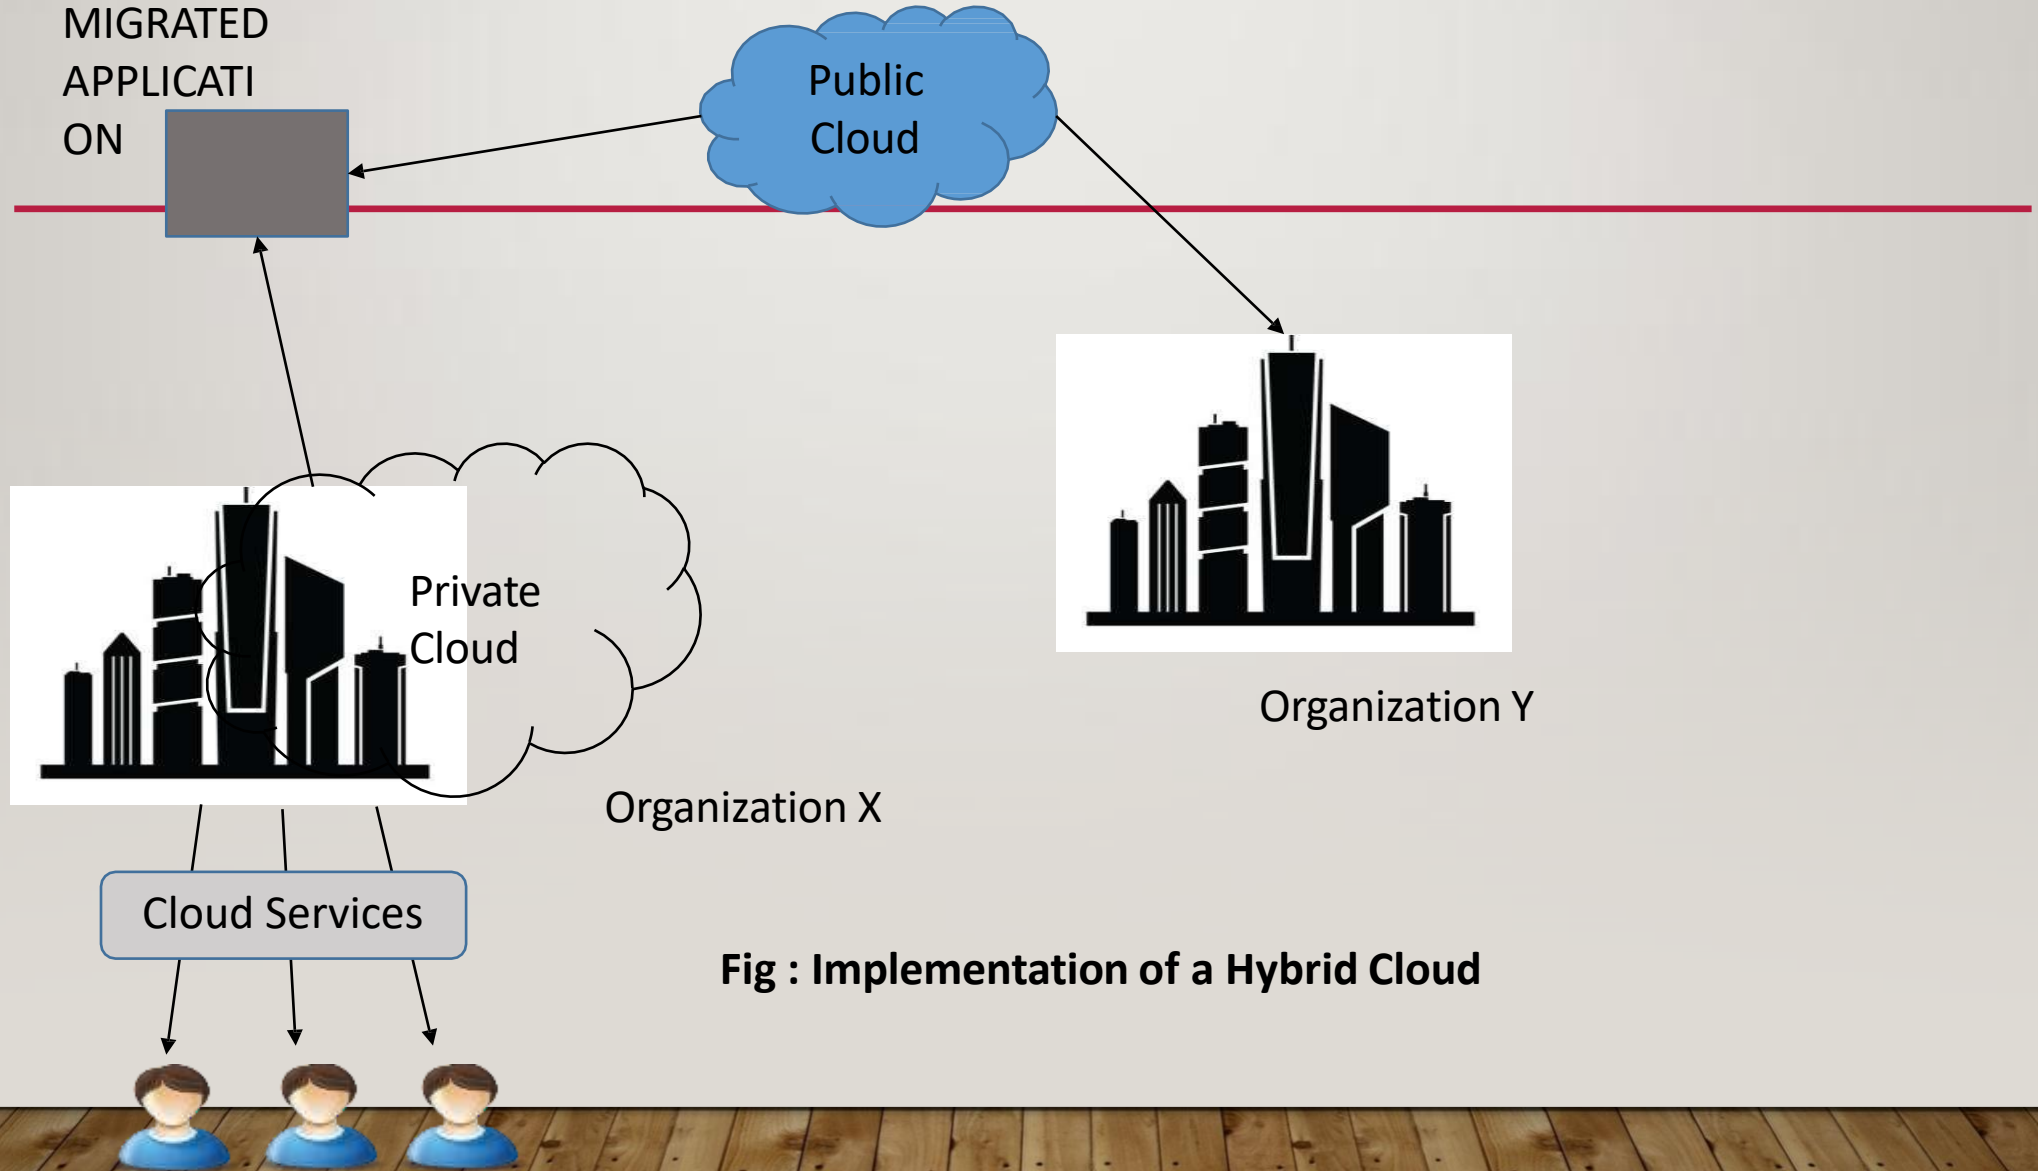 MIGRATED
APPLICATI
ON
Public
Cloud
Private
Cloud
Organization Y
Organization X
Cloud Services
Fig : Implementation of a Hybrid Cloud